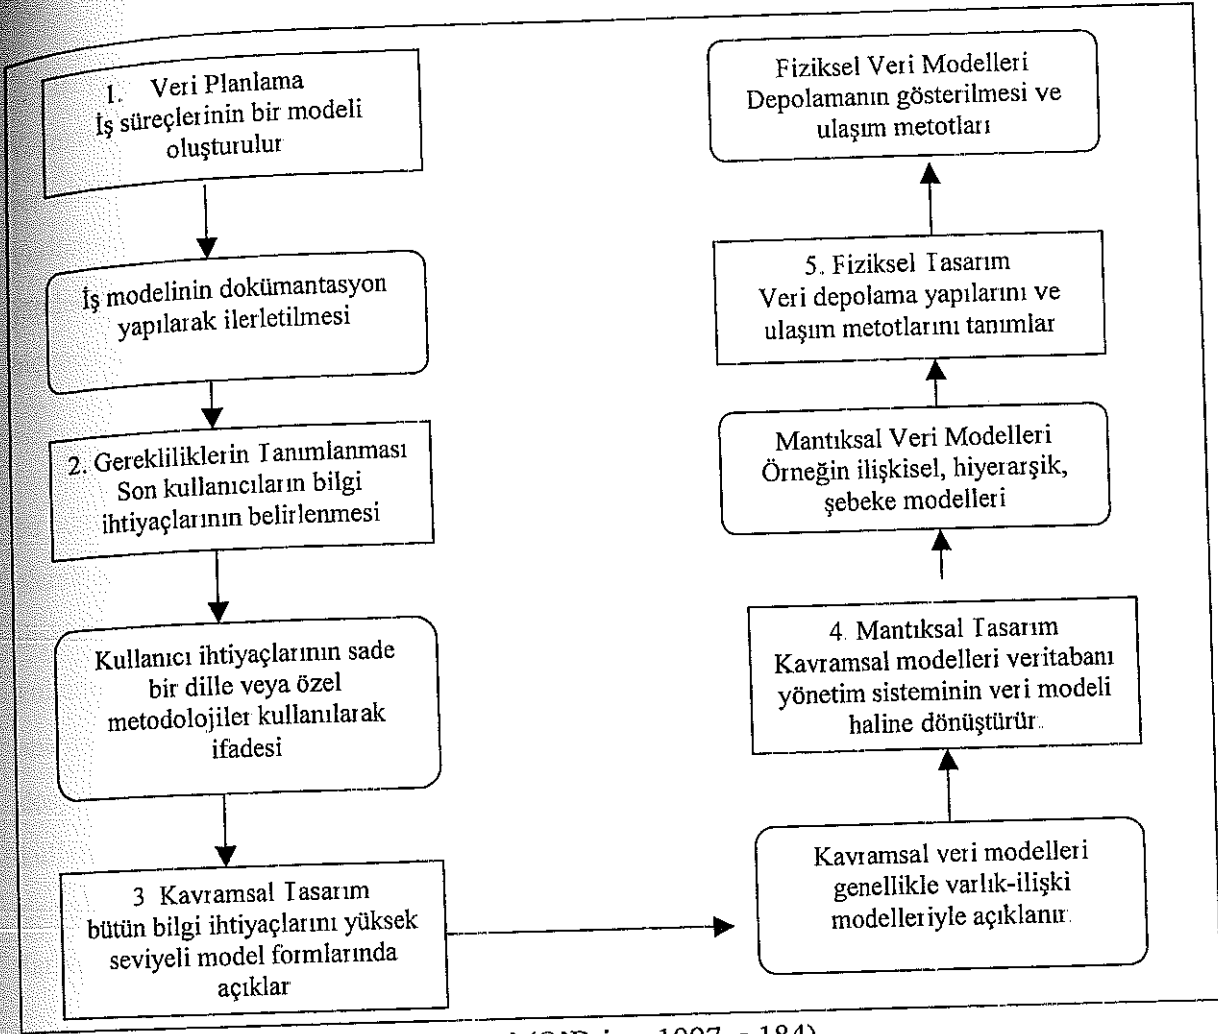 1. Veri Planlama
İş süreçlerinin bir modeli
oluşturulur
İş modelinin dokümantasyon
yapılarak ilerletilmesi
2. Gerekliliklerin Tanımlanması
Son kullanıcıların bilgi
ihtiyaçlarının belirlenmesi
Kullanıcı ihtiyaçlarının sade
bir dille veya özel
metodolojiler kullanılarak
ifadesi
3 Kavramsal Tasarım
bütün bilgi ihtiyaçlarını yüksek
seviyeli model formlarında
açıklar
Kavramsal veri modelleri
genellikle varlık-ilişki
modelleriyle açıklanır.
4. Mantıksal Tasarım
Kavramsal modelleri veritabanı
yönetim sisteminin veri modeli
haline dönüştürür.
Mantıksal Veri Modelleri
Örneğin ilişkisel, hiyerarşik,
şebeke modelleri
5. Fiziksel Tasarım
Veri depolama yapılarını ve
ulaşım metotlarını tanımlar
Fiziksel Veri Modelleri
Depolamanın gösterilmesi ve
ulaşım metotları
1997, s.184)